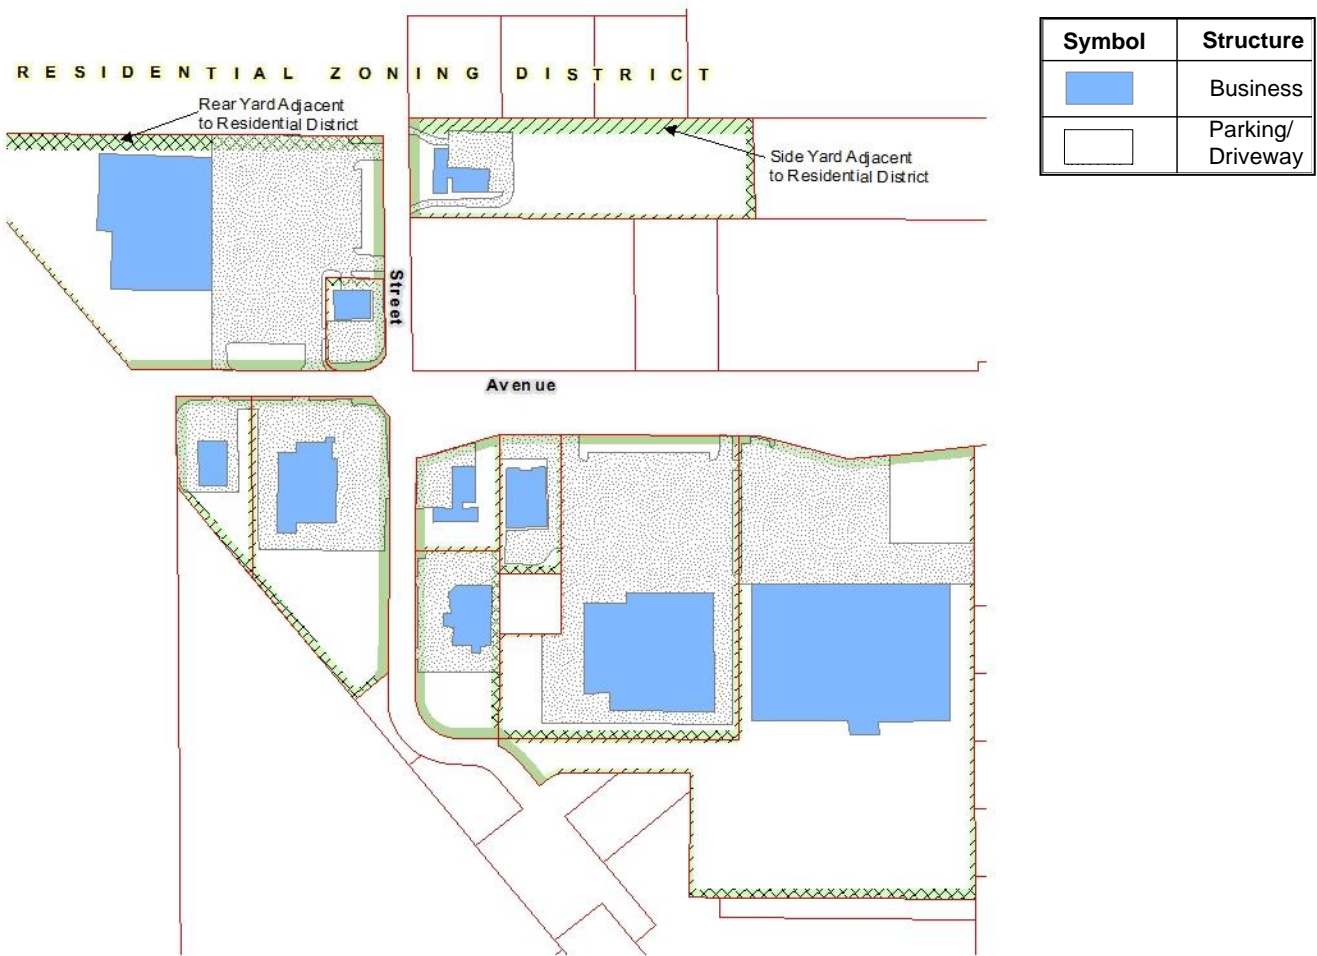 RESIDENTIAL ZONING DISTRICT
Rear Yard Adjacent
to Residential District
Side Yard Adjacent
to Residential District
Street
Avenue
Symbol Structure
Business
Parking/
Driveway